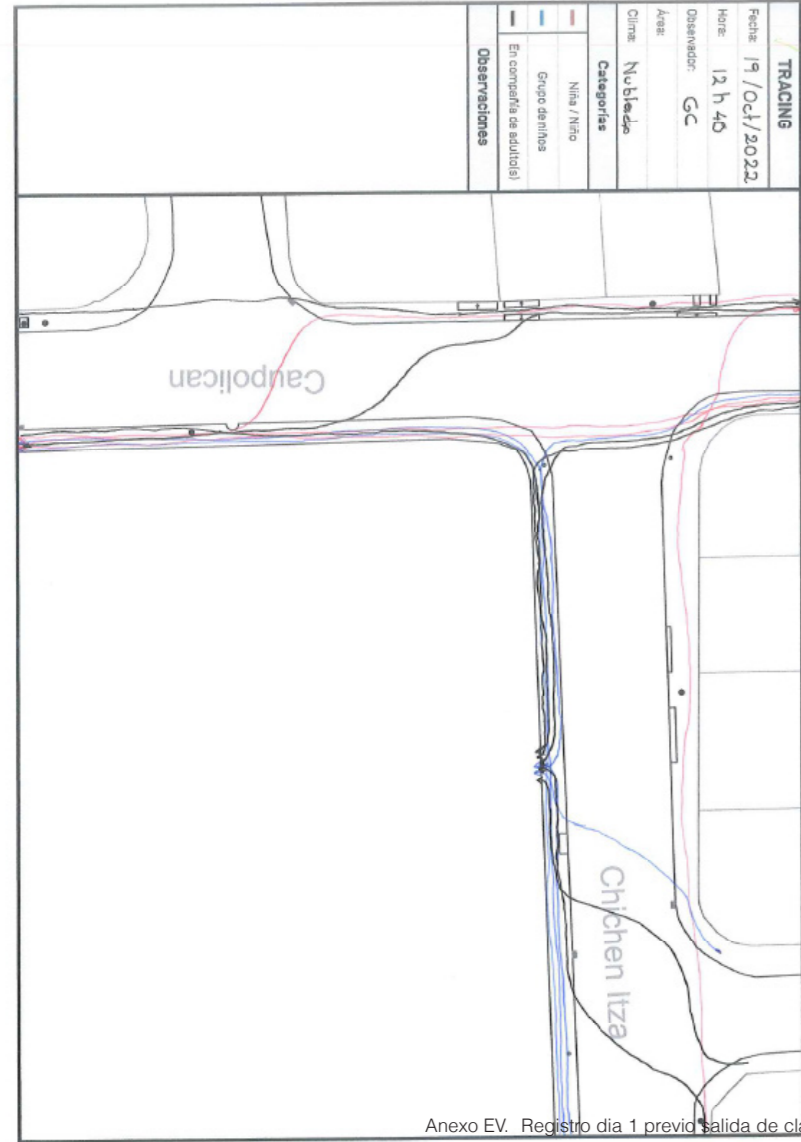 TRACING
Fecha: 19/Oct/2022
Hora: 12 h 40
Observador: GC
Área:
Clima: Nublado
Categorías
Niña / Niño
Grupo de niños
En compañía de adulto(s)
Observaciones
Caupolican
Chichen Itza
Anexo EV. Registro dia 1 previo salida de cla